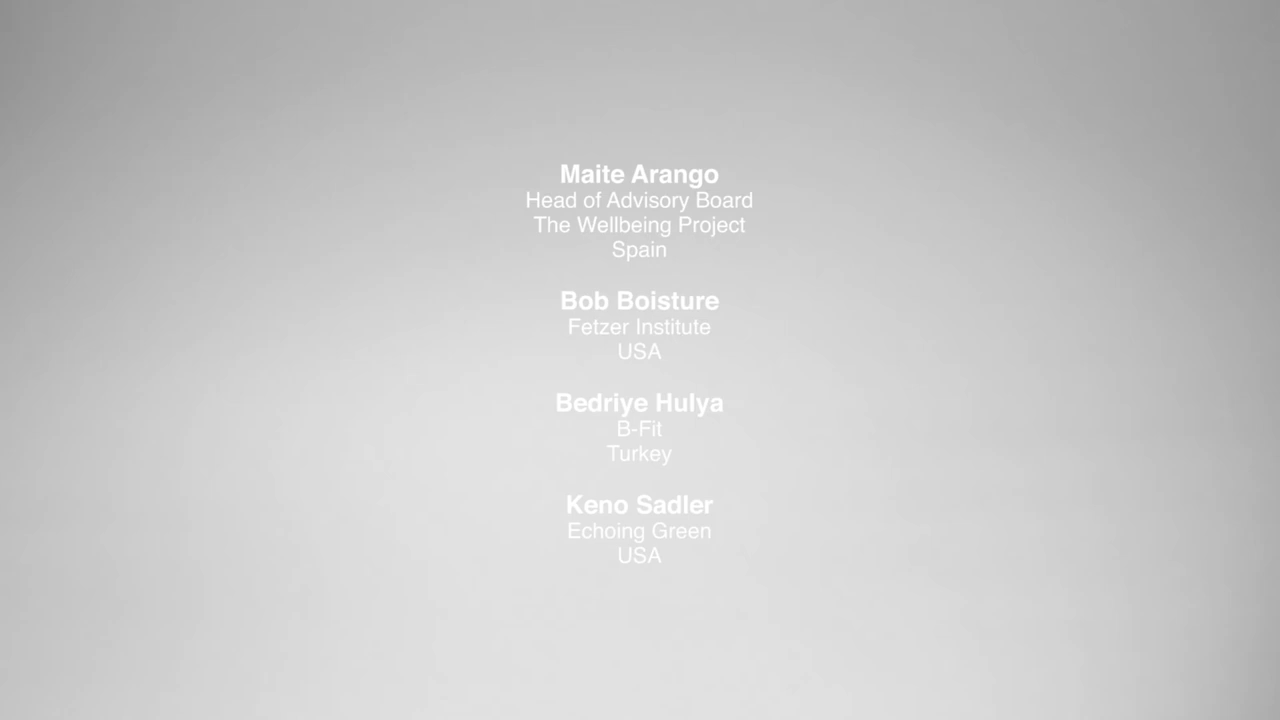 Maite Arango
Head of Advisory Board
The Wellbeing Project
Spain
Bob Boisture
Fetzer Institute
USA
Bedriye Hulya
B-Fit
Turkey
Keno Sadler
Echoing Green
USA